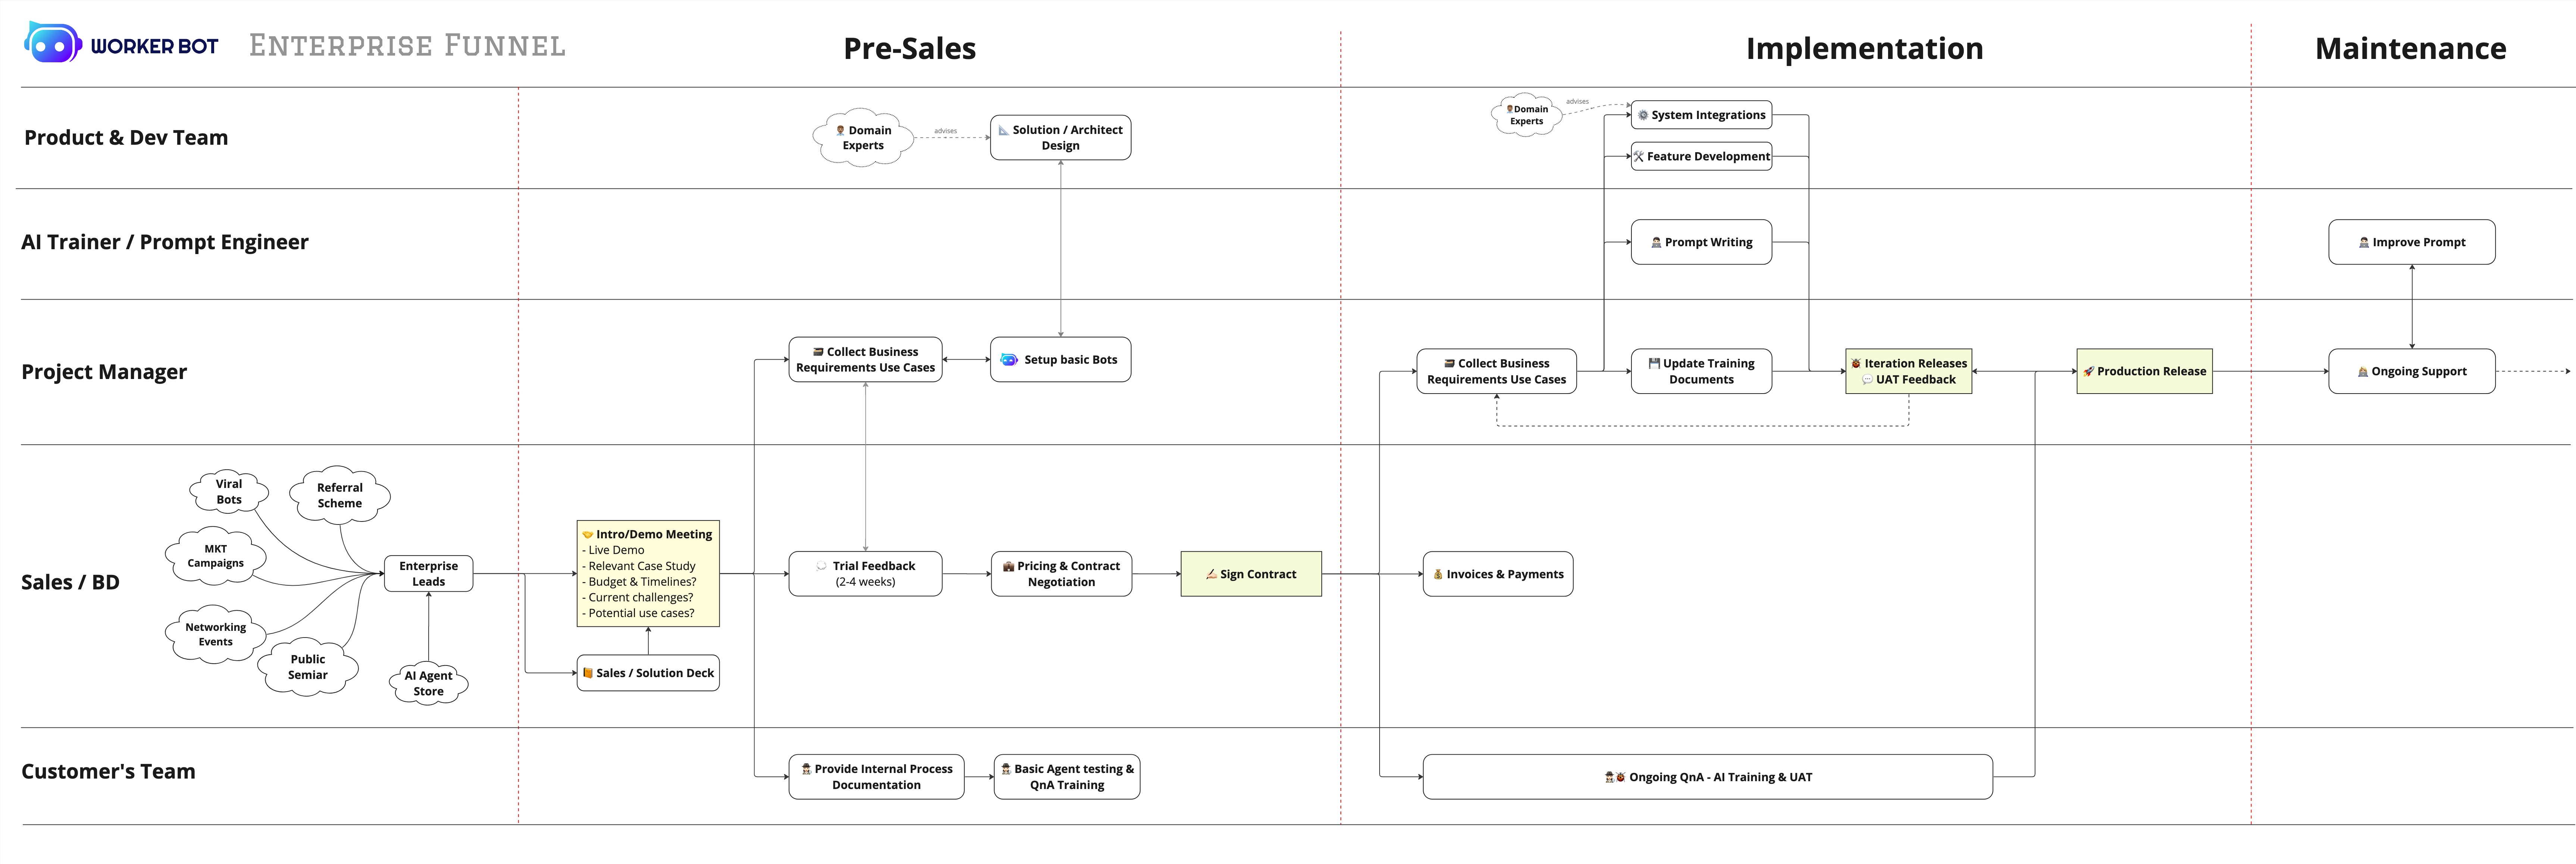 WORKER BOT
Enterprise Funnel
Pre-Sales
Implementation
Maintenance
Product & Dev Team
Domain
Experts
advises
Solution / Architect
Design
Domain
Experts
advises
System Integrations
Feature Development
AI Trainer / Prompt Engineer
Prompt Writing
Improve Prompt
Project Manager
Collect Business
Requirements Use Cases
Setup basic Bots
Collect Business
Requirements Use Cases
Update Training
Documents
Iteration Releases
UAT Feedback
Production Release
Ongoing Support
Sales / BD
Viral
Bots
Referral
Scheme
MKT
Campaigns
Networking
Events
Public
Semiar
AI Agent
Store
Enterprise
Leads
Intro/Demo Meeting
- Live Demo
- Relevant Case Study
- Budget & Timelines?
- Current challenges?
- Potential use cases?
Sales / Solution Deck
Trial Feedback
(2-4 weeks)
Pricing & Contract
Negotiation
Sign Contract
Invoices & Payments
Customer's Team
Provide Internal Process
Documentation
Basic Agent testing &
QnA Training
Ongoing QnA - AI Training & UAT